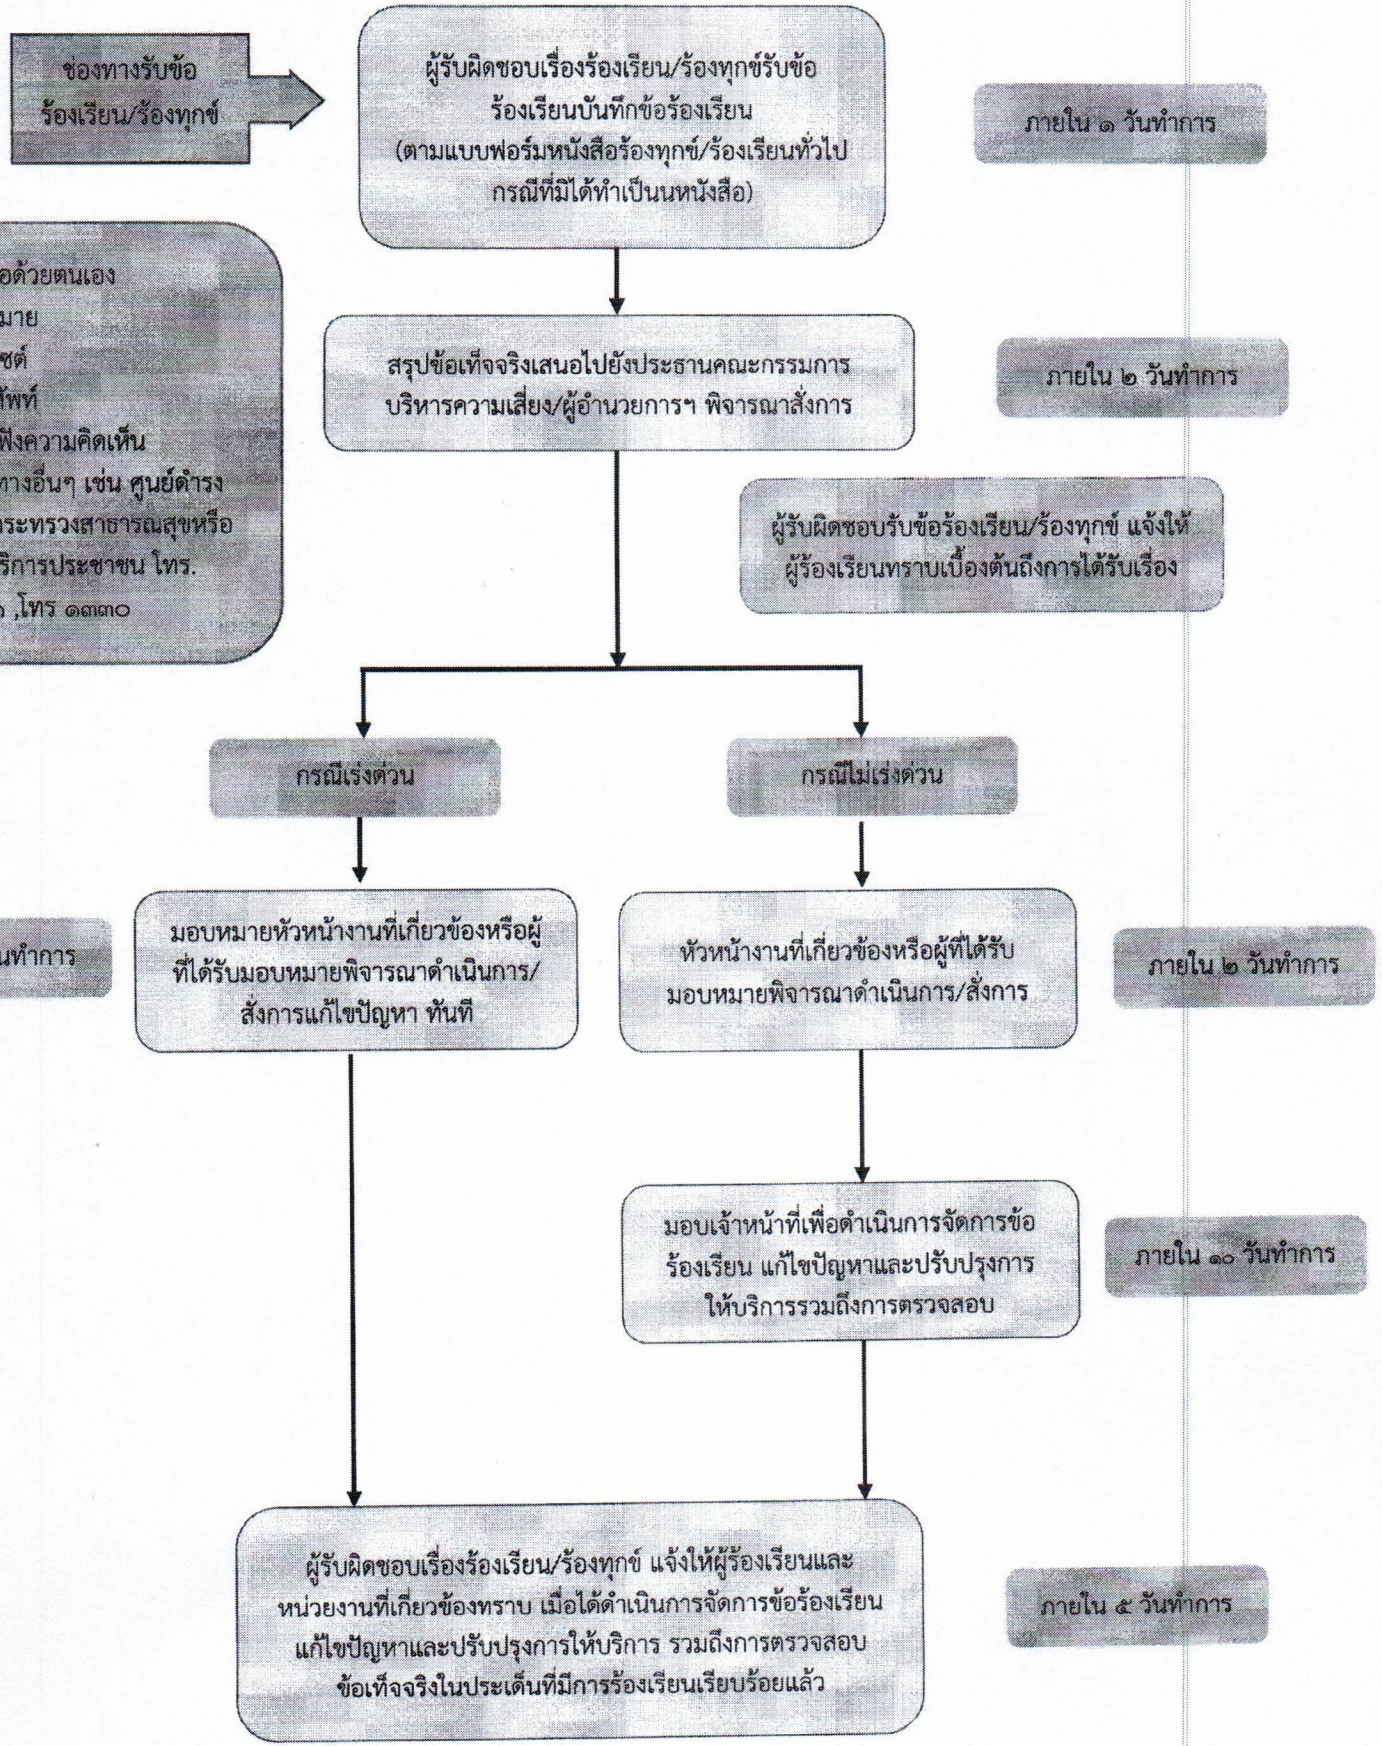 ช่องทางรับข้อ
ร้องเรียน/ร้องทุกข์
ผู้รับผิดชอบเรื่องร้องเรียน/ร้องทุกข์รับข้อ
ร้องเรียนบันทึกข้อร้องเรียน
(ตามแบบฟอร์มหนังสือร้องทุกข์/ร้องเรียนทั่วไป
กรณีที่มิได้ทำเป็นนหนังสือ)
ภายใน ๑ วันทำการ
อด้วยตนเอง
มาย
ซต์
ัพท์
ฟังความคิดเห็น
ทางอื่นๆ เช่น ศูนย์ดำรง
กระทรวงสาธารณสุขหรือ
ริการประชาชน โทร.
,โทร ๑๓๓๐
สรุปข้อเท็จจริงเสนอไปยังประธานคณะกรรมการ
บริหารความเสี่ยง/ผู้อำนวยการฯ พิจารณาสั่งการ
ภายใน ๒ วันทำการ
ผู้รับผิดชอบรับข้อร้องเรียน/ร้องทุกข์ แจ้งให้
ผู้ร้องเรียนทราบเบื้องต้นถึงการได้รับเรื่อง
กรณีเร่งด่วน
กรณีไม่เร่งด่วน
นทำการ
มอบหมายหัวหน้างานที่เกี่ยวข้องหรือผู้
ที่ได้รับมอบหมายพิจารณาดำเนินการ/
สั่งการแก้ไขปัญหา ทันที
หัวหน้างานที่เกี่ยวข้องหรือผู้ที่ได้รับ
มอบหมายพิจารณาดำเนินการ/สั่งการ
ภายใน ๒ วันทำการ
มอบเจ้าหน้าที่เพื่อดำเนินการจัดการข้อ
ร้องเรียน แก้ไขปัญหาและปรับปรุงการ
ให้บริการรวมถึงการตรวจสอบ
ภายใน ๑๐ วันทำการ
ผู้รับผิดชอบเรื่องร้องเรียน/ร้องทุกข์ แจ้งให้ผู้ร้องเรียนและ
หน่วยงานที่เกี่ยวข้องทราบ เมื่อได้ดำเนินการจัดการข้อร้องเรียน
แก้ไขปัญหาและปรับปรุงการให้บริการ รวมถึงการตรวจสอบ
ข้อเท็จจริงในประเด็นที่มีการร้องเรียนเรียบร้อยแล้ว
ภายใน ๕ วันทำการ